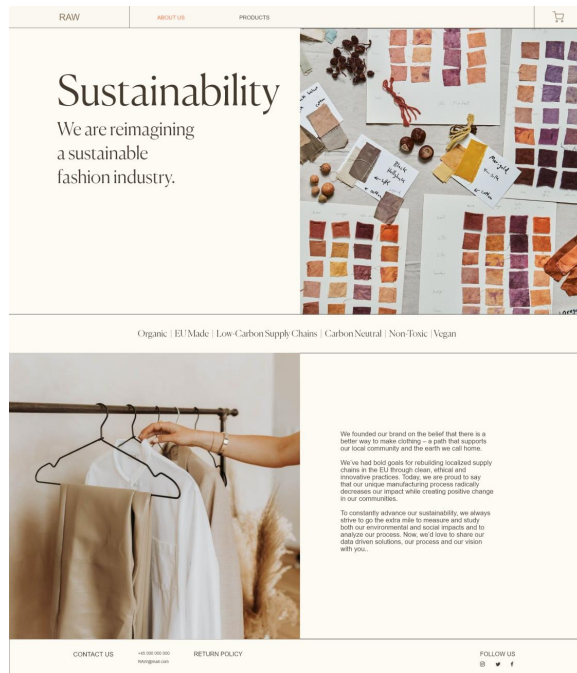 RAW
ABOUT US
PRODUCTS
Sustainability
We are reimagining
a sustainable
fashion industry.
Black
Hollyhock
Marigold
← silk
← cotton
Organic | EU Made | Low-Carbon Supply Chains | Carbon Neutral | Non-Toxic | Vegan
We founded our brand on the belief that there is a
better way to make clothing – a path that supports
our local community and the earth we call home.
We've had bold goals for rebuilding localized supply
chains in the EU through clean, ethical and
innovative practices. Today, we are proud to say
that our unique manufacturing process radically
decreases our impact while creating positive change
in our communities.
To constantly advance our sustainability, we always
strive to go the extra mile to measure and study
both our environmental and social impacts and to
analyze our process. Now, we'd love to share our
data driven solutions, our process and our vision
with you..
CONTACT US
RETURN POLICY
FOLLOW US